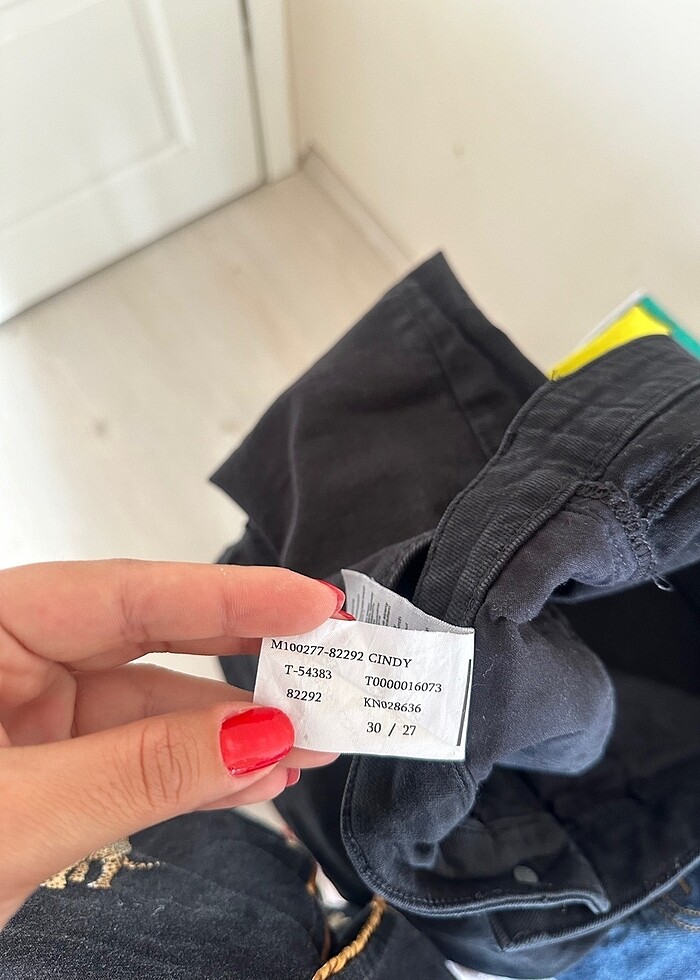 M100277-82292 CINDY
T-54383 T0000016073
82292 KN028636
30 / 27